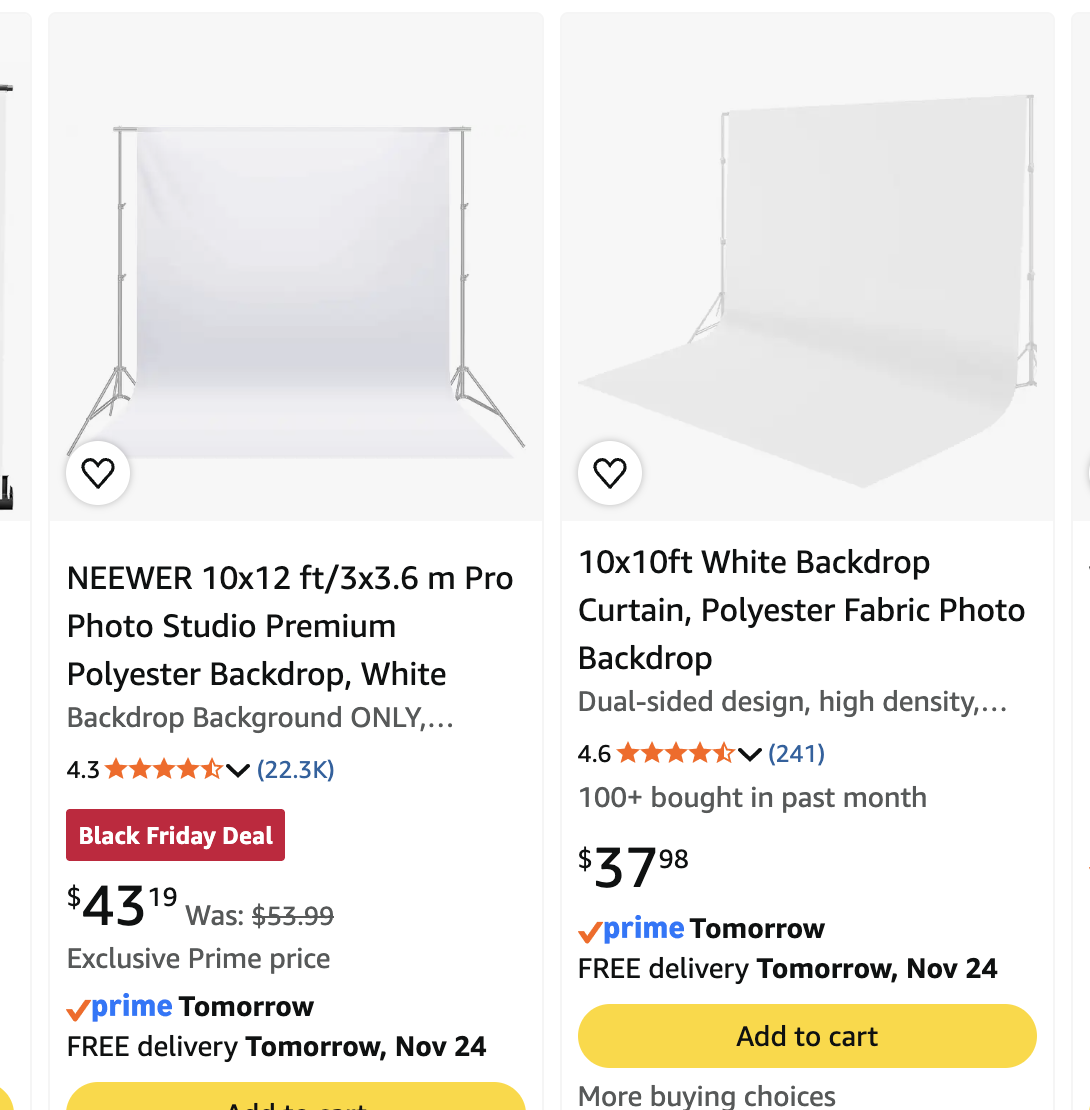 NEEWER 10x12 ft/3x3.6 m Pro
Photo Studio Premium
Polyester Backdrop, White
Backdrop Background ONLY,…
4.3 (22.3K)
Black Friday Deal
$43.19 Was: $53.99
Exclusive Prime price
prime Tomorrow
FREE delivery Tomorrow, Nov 24
Add to cart
10x10ft White Backdrop
Curtain, Polyester Fabric Photo
Backdrop
Dual-sided design, high density,…
4.6 (241)
100+ bought in past month
$37.98
prime Tomorrow
FREE delivery Tomorrow, Nov 24
Add to cart
More buying choices